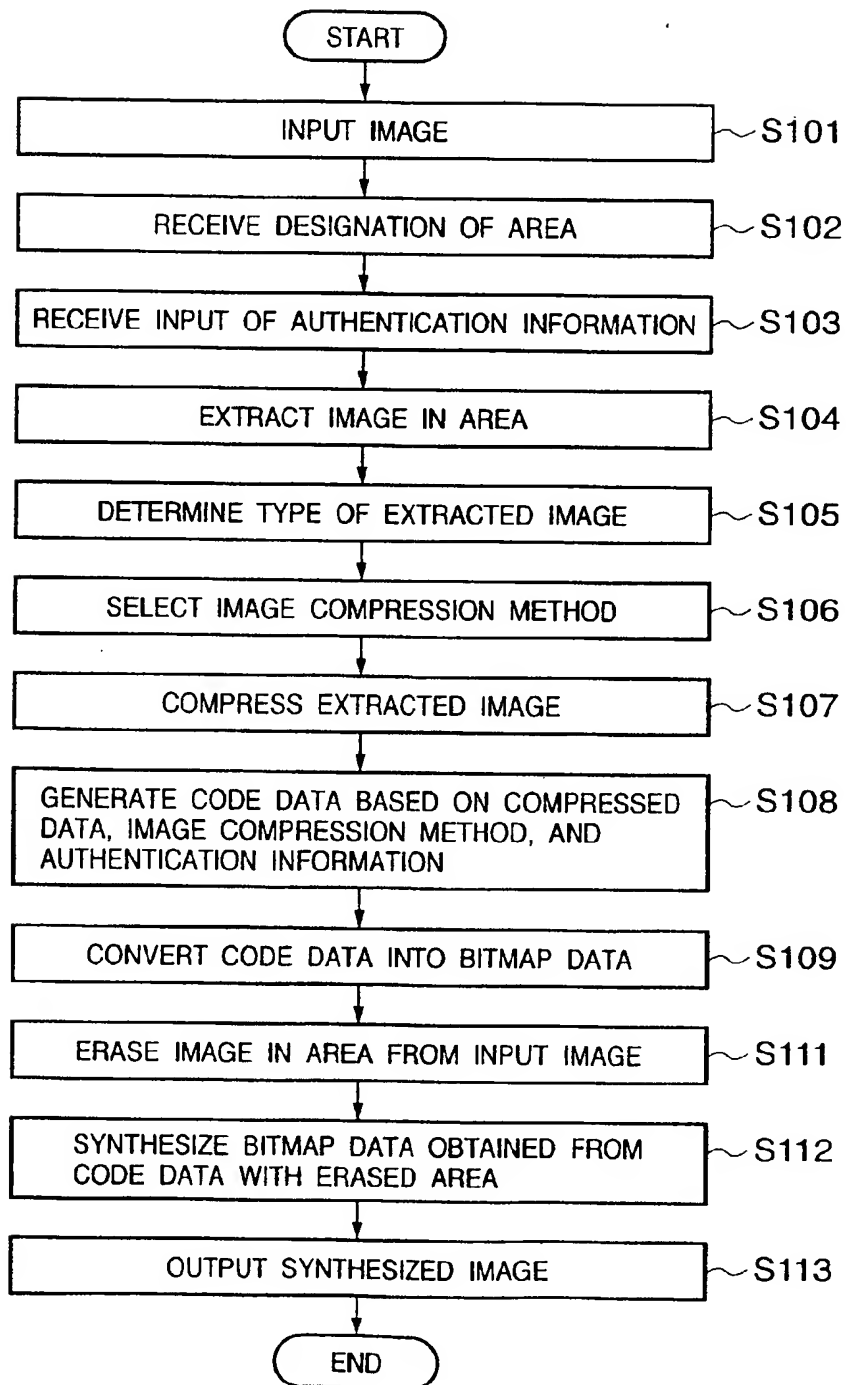 START
INPUT IMAGE
S101
RECEIVE DESIGNATION OF AREA
S102
RECEIVE INPUT OF AUTHENTICATION INFORMATION
S103
EXTRACT IMAGE IN AREA
S104
DETERMINE TYPE OF EXTRACTED IMAGE
S105
SELECT IMAGE COMPRESSION METHOD
S106
COMPRESS EXTRACTED IMAGE
S107
GENERATE CODE DATA BASED ON COMPRESSED
DATA, IMAGE COMPRESSION METHOD, AND
AUTHENTICATION INFORMATION
S108
CONVERT CODE DATA INTO BITMAP DATA
S109
ERASE IMAGE IN AREA FROM INPUT IMAGE
S111
SYNTHESIZE BITMAP DATA OBTAINED FROM
CODE DATA WITH ERASED AREA
S112
OUTPUT SYNTHESIZED IMAGE
S113
END